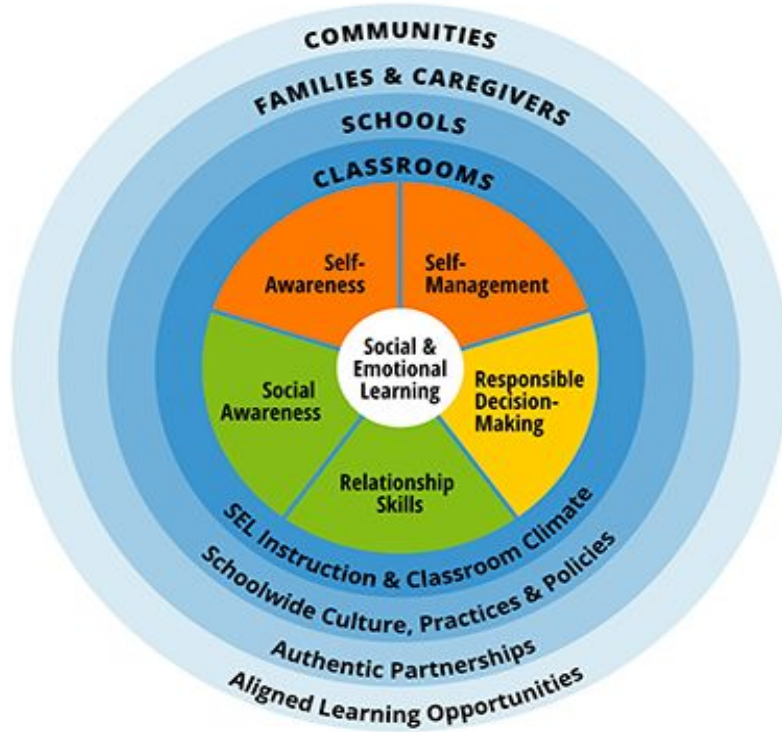 COMMUNITIES
FAMILIES & CAREGIVERS
SCHOOLS
CLASSROOMS
Self-
Awareness
Self-
Management
Social &
Emotional
Learning
Social
Awareness
Responsible
Decision-
Making
Relationship
Skills
SEL Instruction & Classroom Climate
Schoolwide Culture, Practices & Policies
Authentic Partnerships
Aligned Learning Opportunities